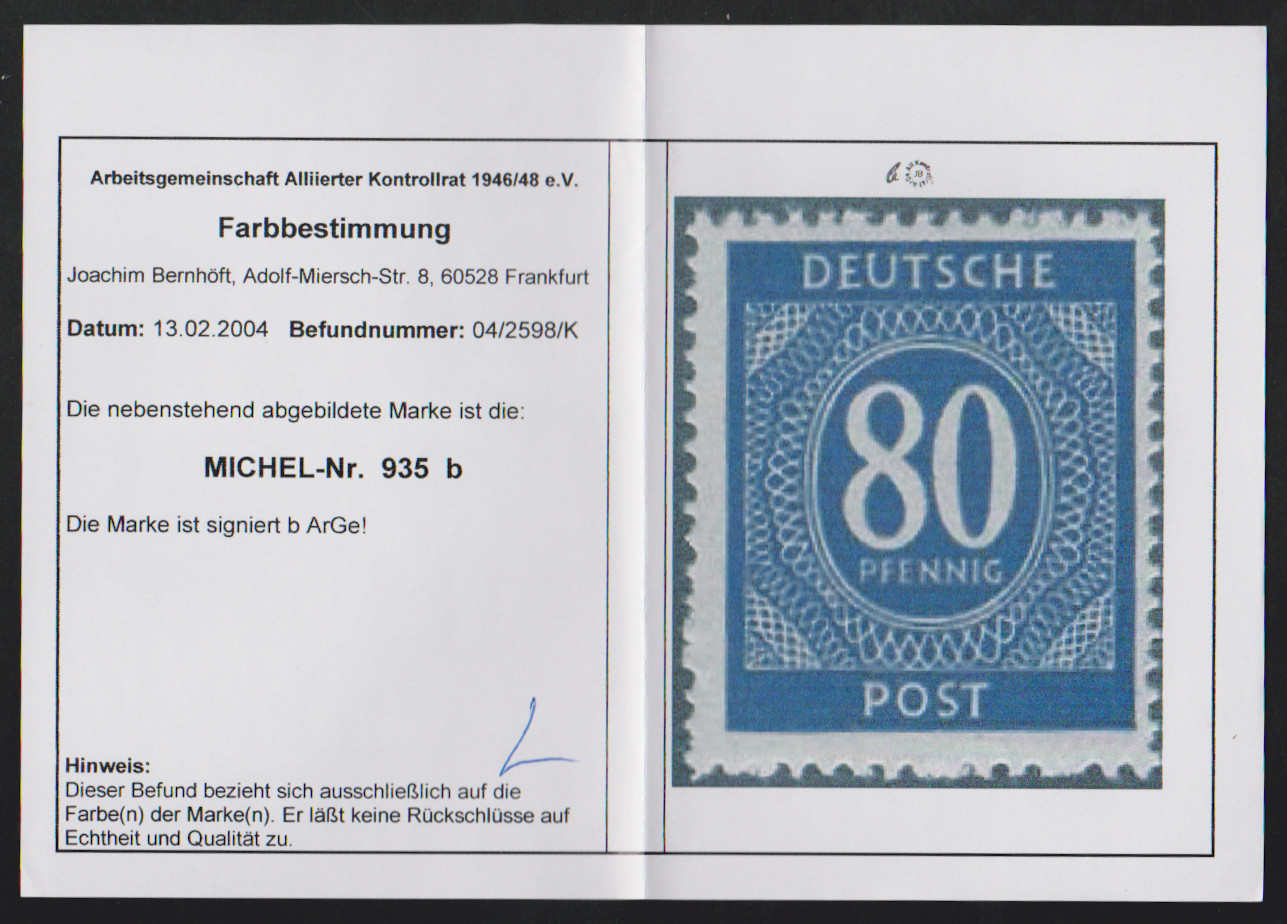 Arbeitsgemeinschaft Alliierter Kontrollrat 1946/48 e.V.
Farbbestimmung
Joachim Bernhöft, Adolf-Miersch-Str. 8, 60528 Frankfurt
Datum: 13.02.2004 Befundnummer: 04/2598/K
Die nebenstehend abgebildete Marke ist die:
MICHEL-Nr. 935 b
Die Marke ist signiert b ArGe!
Hinweis:
Dieser Befund bezieht sich ausschließlich auf die
Farbe(n) der Marke(n). Er läßt keine Rückschlüsse auf
Echtheit und Qualität zu.
JB
DEUTSCHE
80
PFENNIG
POST